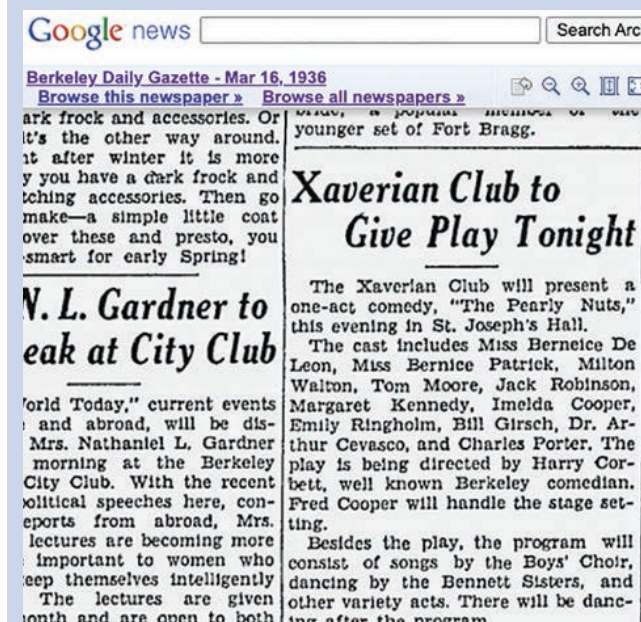 Google news
Search Arc
Berkeley Daily Gazette - Mar 16, 1936
Browse this newspaper » Browse all newspapers »
ark frock and accessories. Or
it's the other way around.
nt after winter it is more
y you have a dark frock and
tching accessories. Then go
make—a simple little coat
over these and presto, you
smart for early Spring!
N. L. Gardner to
eak at City Club
orld Today," current events
and abroad, will be dis-
Mrs. Nathaniel L. Gardner
morning at the Berkeley
City Club. With the recent
olitical speeches here, con-
eports from abroad, Mrs.
lectures are becoming more
important to women who
eep themselves intelligently
The lectures are given
onth and are open to both
bride, a popular member of the
younger set of Fort Bragg.
Xaverian Club to
Give Play Tonight
The Xaverian Club will present a
one-act comedy, "The Pearly Nuts,"
this evening in St. Joseph's Hall.
The cast includes Miss Berneice De
Leon, Miss Bernice Patrick, Milton
Walton, Tom Moore, Jack Robinson,
Margaret Kennedy, Imelda Cooper,
Emily Ringholm, Bill Girsch, Dr. Ar-
thur Cevasco, and Charles Porter. The
play is being directed by Harry Cor-
bett, well known Berkeley comedian.
Fred Cooper will handle the stage set-
ting.
Besides the play, the program will
consist of songs by the Boys' Choir,
dancing by the Bennett Sisters, and
other variety acts. There will be danc-
ing after the program.